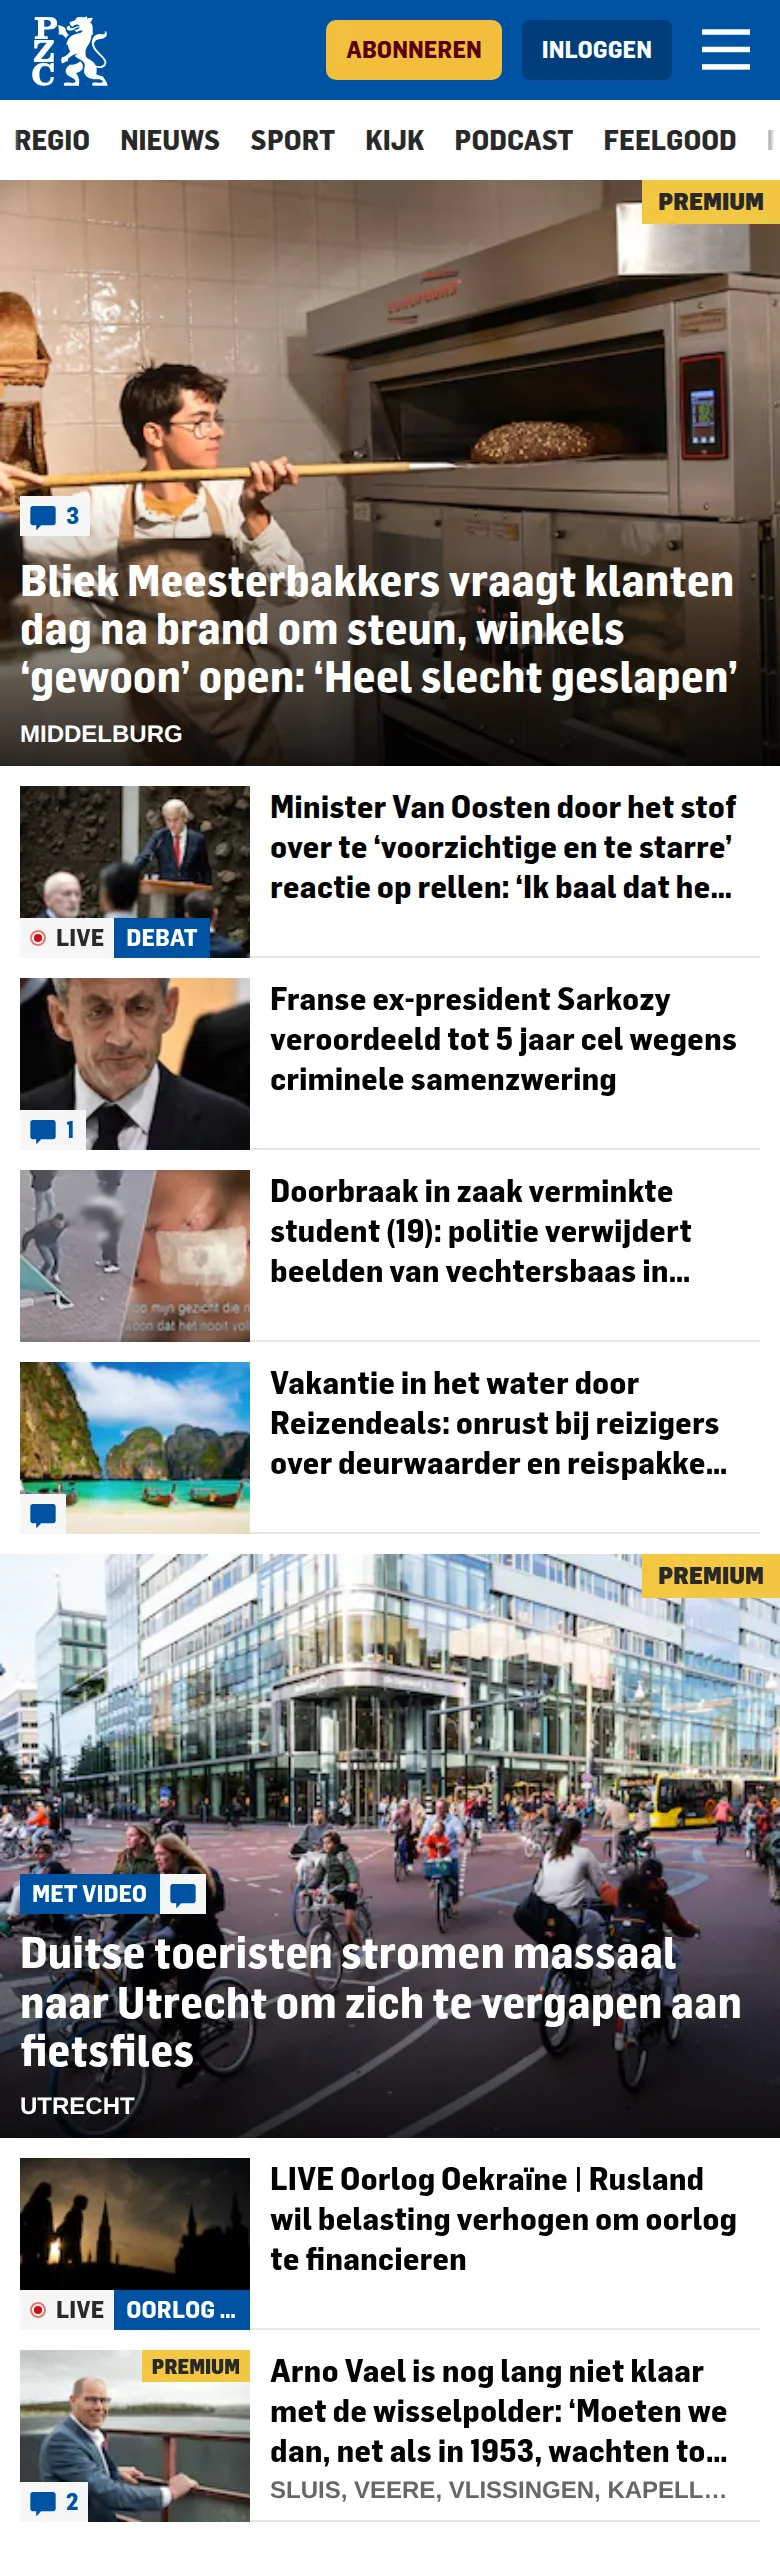 PZC
ABONNEREN
INLOGGEN
REGIO NIEUWS SPORT KIJK PODCAST FEELGOOD
PREMIUM
3
Bliek Meesterbakkers vraagt klanten
dag na brand om steun, winkels
‘gewoon’ open: ‘Heel slecht geslapen’
MIDDELBURG
LIVE DEBAT
Minister Van Oosten door het stof
over te ‘voorzichtige en te starre’
reactie op rellen: ‘Ik baal dat he...
1
Franse ex-president Sarkozy
veroordeeld tot 5 jaar cel wegens
criminele samenzwering
op mijn gezicht die
dat het nooit
Doorbraak in zaak verminkte
student (19): politie verwijdert
beelden van vechtersbaas in...
Vakantie in het water door
Reizendeals: onrust bij reizigers
over deurwaarder en reispakke...
PREMIUM
MET VIDEO
Duitse toeristen stromen massaal
naar Utrecht om zich te vergapen aan
fietsfiles
UTRECHT
LIVE OORLOG ...
LIVE Oorlog Oekraïne | Rusland
wil belasting verhogen om oorlog
te financieren
PREMIUM
2
Arno Vael is nog lang niet klaar
met de wisselpolder: ‘Moeten we
dan, net als in 1953, wachten to...
SLUIS, VEERE, VLISSINGEN, KAPELL...